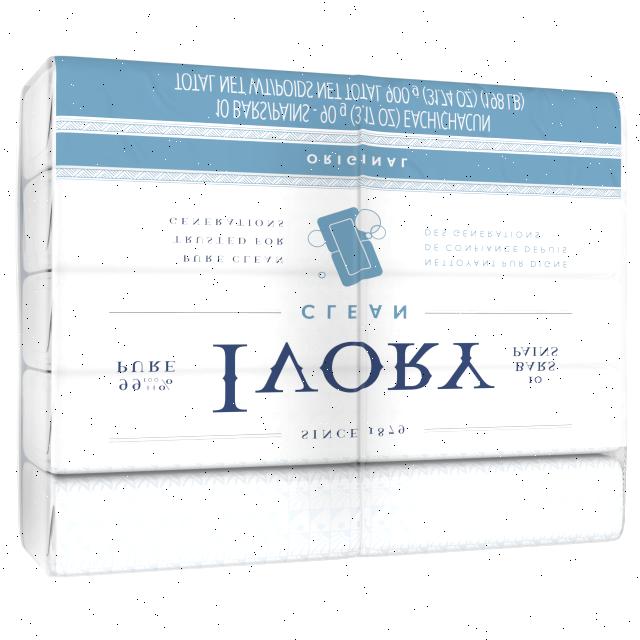 SINCE 1879
99 44/100%
PURE
IVORY
10
BARS
PAINS
CLEAN
PURE CLEAN
TRUSTED FOR
GENERATIONS
NETTOYANT PUR DIGNE
DE CONFIANCE DEPUIS
DES GÉNÉRATIONS
ORIGINAL
10 BARS/PAINS - 90 g (3.17 OZ) EACH/CHACUN
TOTAL NET WT/POIDS NET TOTAL 900 g (31.74 OZ) (1.98 LB)